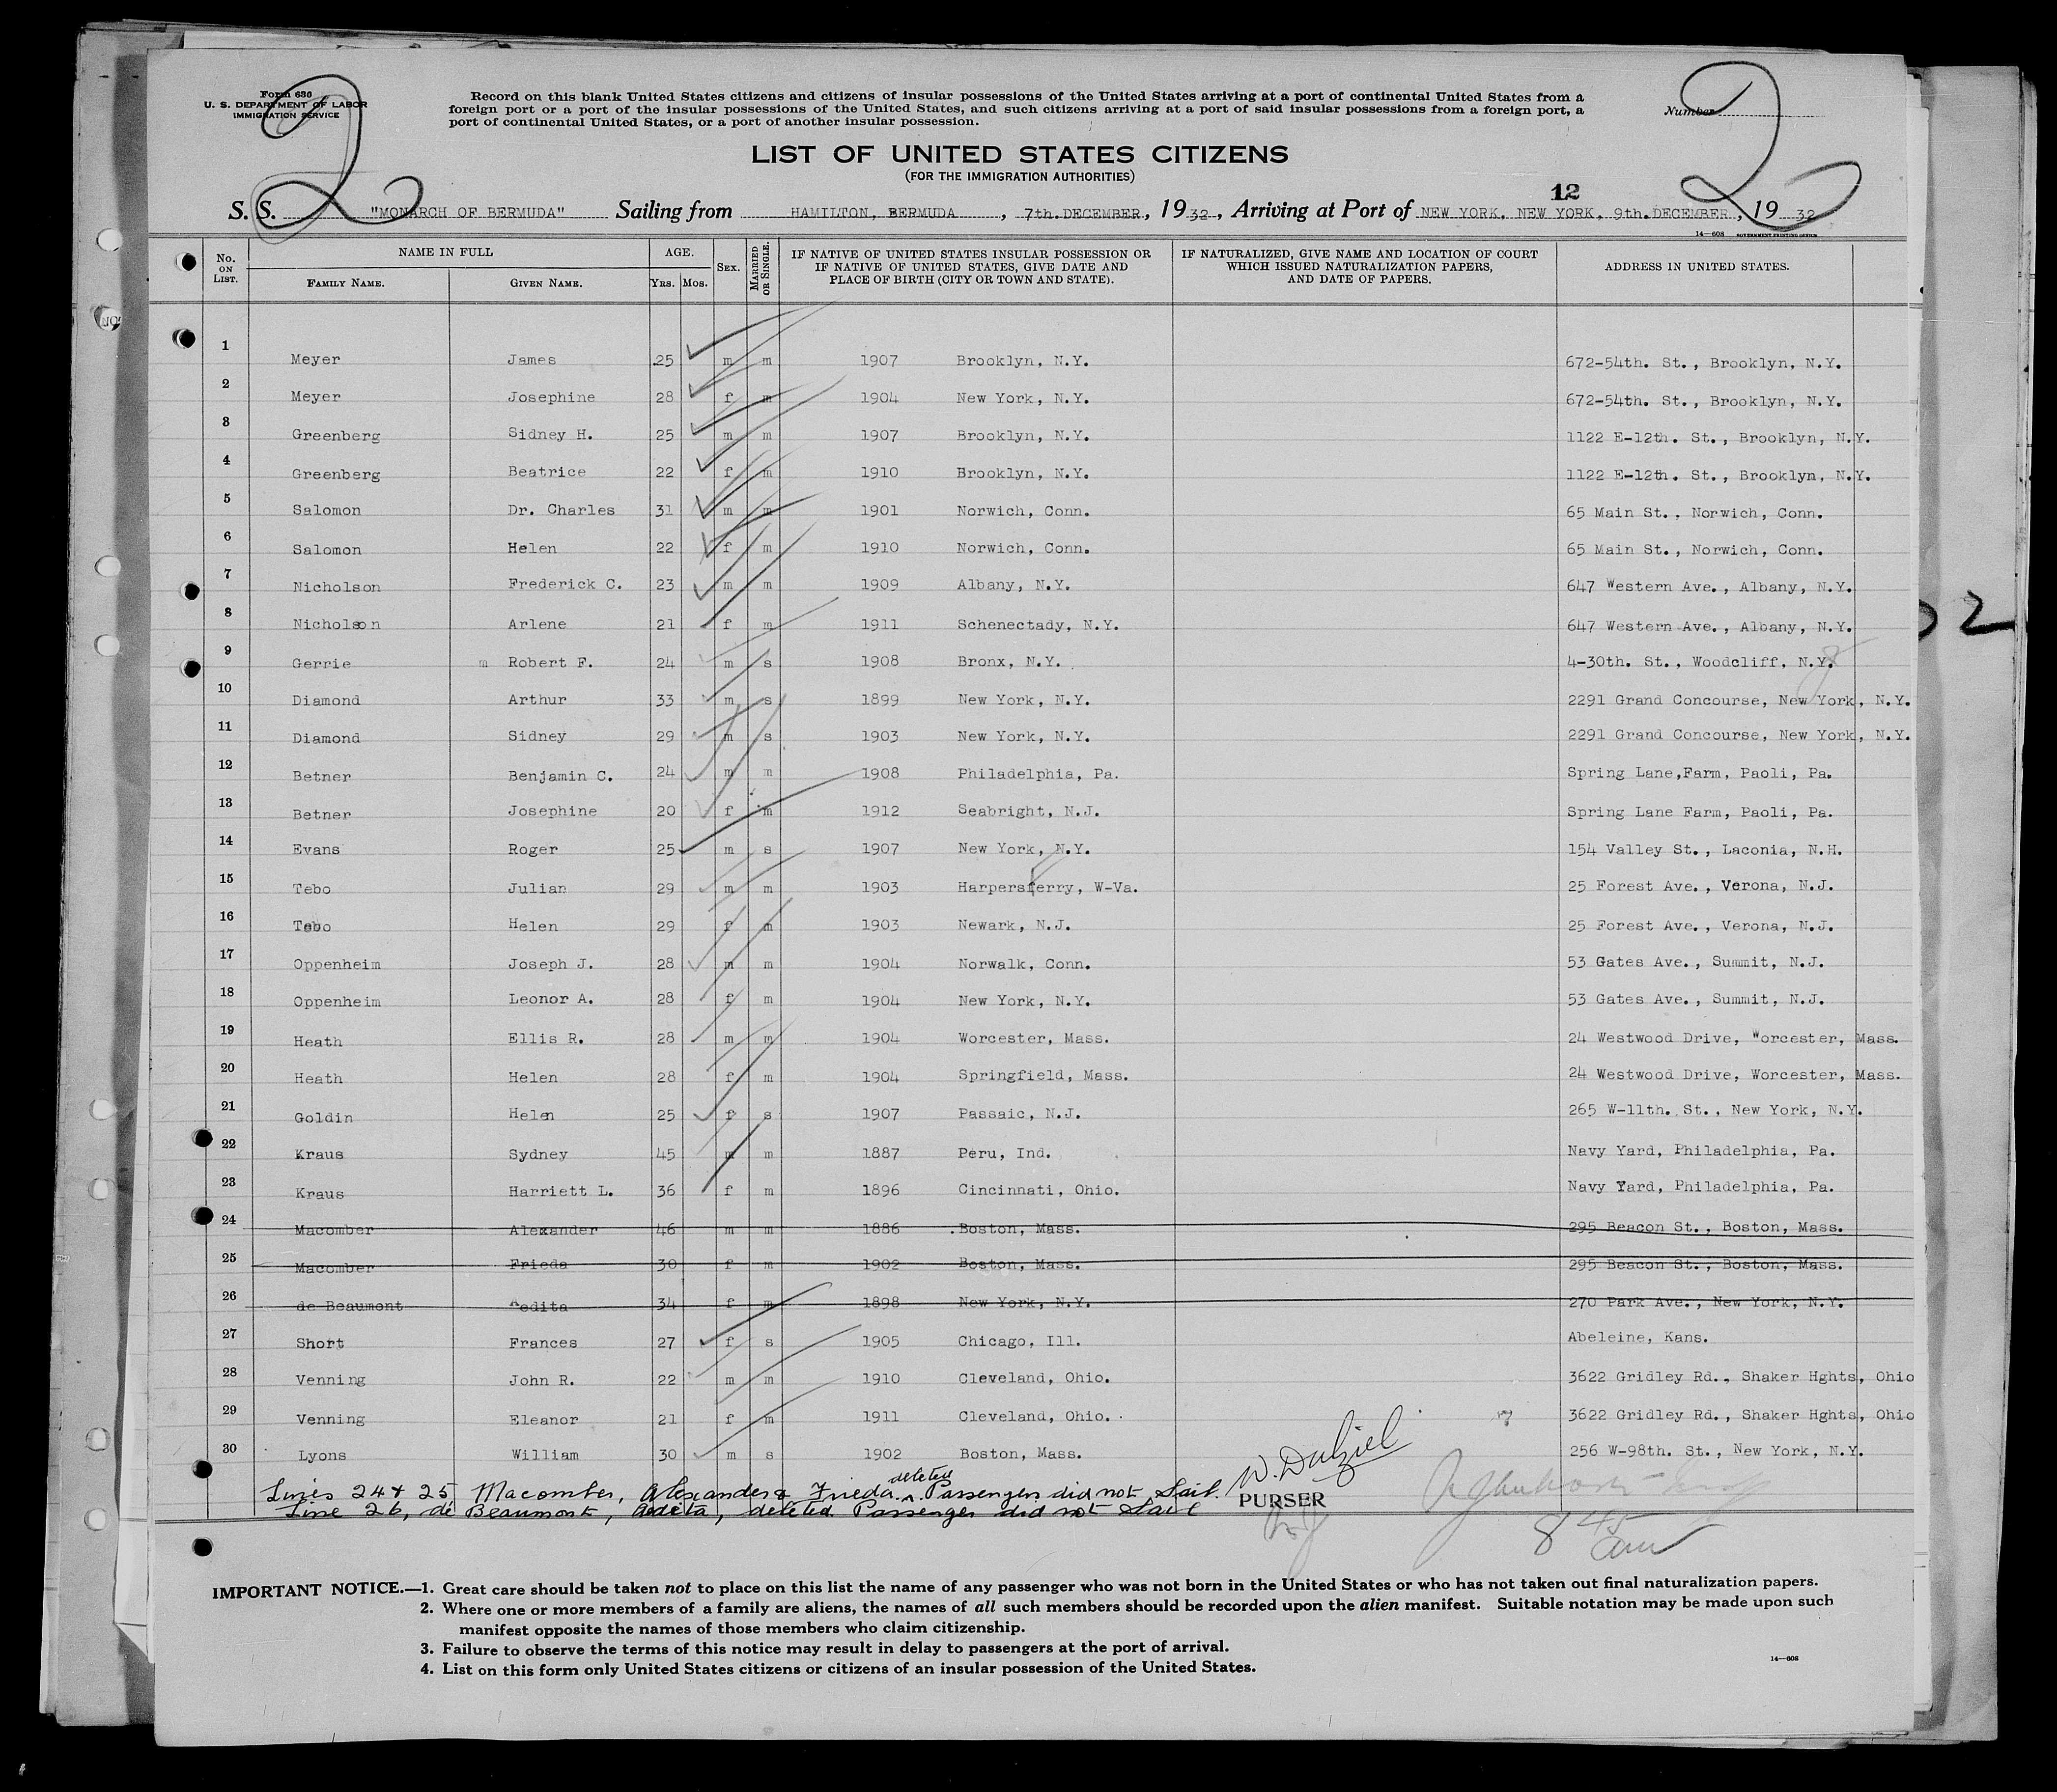 Form 636
U. S. DEPARTMENT OF LABOR
IMMIGRATION SERVICE
2
Record on this blank United States citizens and citizens of insular possessions of the United States arriving at a port of continental United States from a
foreign port or a port of the insular possessions of the United States, and such citizens arriving at a port of said insular possessions from a foreign port, a
port of continental United States, or a port of another insular possession.
Number
2
LIST OF UNITED STATES CITIZENS
(FOR THE IMMIGRATION AUTHORITIES)
12
S. S. "MONARCH OF BERMUDA" Sailing from HAMILTON, BERMUDA, 7th.DECEMBER, 1932, Arriving at Port of NEW YORK, NEW YORK, 9th.DECEMBER, 1932
14—608 GOVERNMENT PRINTING OFFICE
No. ON LIST. NAME IN FULL AGE. SEX. MARRIED OR SINGLE. IF NATIVE OF UNITED STATES INSULAR POSSESSION OR IF NATIVE OF UNITED STATES, GIVE DATE AND PLACE OF BIRTH (CITY OR TOWN AND STATE). IF NATURALIZED, GIVE NAME AND LOCATION OF COURT WHICH ISSUED NATURALIZATION PAPERS, AND DATE OF PAPERS. ADDRESS IN UNITED STATES.
FAMILY NAME. GIVEN NAME. YRS. MOS.
1 Meyer James 25 m m 1907 Brooklyn, N.Y. 672-54th. St., Brooklyn, N.Y.
2 Meyer Josephine 28 f m 1904 New York, N.Y. 672-54th. St., Brooklyn, N.Y.
3 Greenberg Sidney H. 25 m m 1907 Brooklyn, N.Y. 1122 E-12th. St., Brooklyn, N.Y.
4 Greenberg Beatrice 22 f m 1910 Brooklyn, N.Y. 1122 E-12th. St., Brooklyn, N.Y.
5 Salomon Dr. Charles 31 m m 1901 Norwich, Conn. 65 Main St., Norwich, Conn.
6 Salomon Helen 22 f m 1910 Norwich, Conn. 65 Main St., Norwich, Conn.
7 Nicholson Frederick C. 23 m m 1909 Albany, N.Y. 647 Western Ave., Albany, N.Y.
8 Nicholson Arlene 21 f m 1911 Schenectady, N.Y. 647 Western Ave., Albany, N.Y.
9 Gerrie m Robert F. 24 m s 1908 Bronx, N.Y. 4-30th. St., Woodcliff, N.Y.
10 Diamond Arthur 33 m s 1899 New York, N.Y. 2291 Grand Concourse, New York, N.Y.
11 Diamond Sidney 29 m s 1903 New York, N.Y. 2291 Grand Concourse, New York, N.Y.
12 Betner Benjamin C. 24 m m 1908 Philadelphia, Pa. Spring Lane,Farm, Paoli, Pa.
13 Betner Josephine 20 f m 1912 Seabright, N.J. Spring Lane Farm, Paoli, Pa.
14 Evans Roger 25 m s 1907 New York, N.Y. 154 Valley St., Laconia, N.H.
15 Tebo Julian 29 m m 1903 Harpersferry, W-Va. 25 Forest Ave., Verona, N.J.
16 Tebo Helen 29 f m 1903 Newark, N.J. 25 Forest Ave., Verona, N.J.
17 Oppenheim Joseph J. 28 m m 1904 Norwalk, Conn. 53 Gates Ave., Summit, N.J.
18 Oppenheim Leonor A. 28 f m 1904 New York, N.Y. 53 Gates Ave., Summit, N.J.
19 Heath Ellis R. 28 m m 1904 Worcester, Mass. 24 Westwood Drive, Worcester, Mass.
20 Heath Helen 28 f m 1904 Springfield, Mass. 24 Westwood Drive, Worcester, Mass.
21 Goldin Helen 25 f s 1907 Passaic, N.J. 265 W-11th. St., New York, N.Y.
22 Kraus Sydney 45 m m 1887 Peru, Ind. Navy Yard, Philadelphia, Pa.
23 Kraus Harriett L. 36 f m 1896 Cincinnati, Ohio. Navy Yard, Philadelphia, Pa.
24 Macomber Alexander 46 m m 1886 Boston, Mass. 295 Beacon St., Boston, Mass.
25 Macomber Frieda 30 f m 1902 Boston, Mass. 295 Beacon St., Boston, Mass.
26 de Beaumont Aedita 34 f m 1898 New York, N.Y. 270 Park Ave., New York, N.Y.
27 Short Frances 27 f s 1905 Chicago, Ill. Abeleine, Kans.
28 Venning John R. 22 m m 1910 Cleveland, Ohio. 3622 Gridley Rd., Shaker Hghts, Ohio
29 Venning Eleanor 21 f m 1911 Cleveland, Ohio. 3622 Gridley Rd., Shaker Hghts, Ohio
30 Lyons William 30 m s 1902 Boston, Mass. 256 W-98th. St., New York, N.Y.
Lines 24 & 25 Macomber, Alexander & Frieda deleted Passengers did not Sail. W. Dalziel
Line 26, de Beaumont, Aedita, deleted Passenger did not Sail PURSER
8 45 am
IMPORTANT NOTICE.—1. Great care should be taken not to place on this list the name of any passenger who was not born in the United States or who has not taken out final naturalization papers.
2. Where one or more members of a family are aliens, the names of all such members should be recorded upon the alien manifest. Suitable notation may be made upon such
manifest opposite the names of those members who claim citizenship.
3. Failure to observe the terms of this notice may result in delay to passengers at the port of arrival.
4. List on this form only United States citizens or citizens of an insular possession of the United States.
14—608